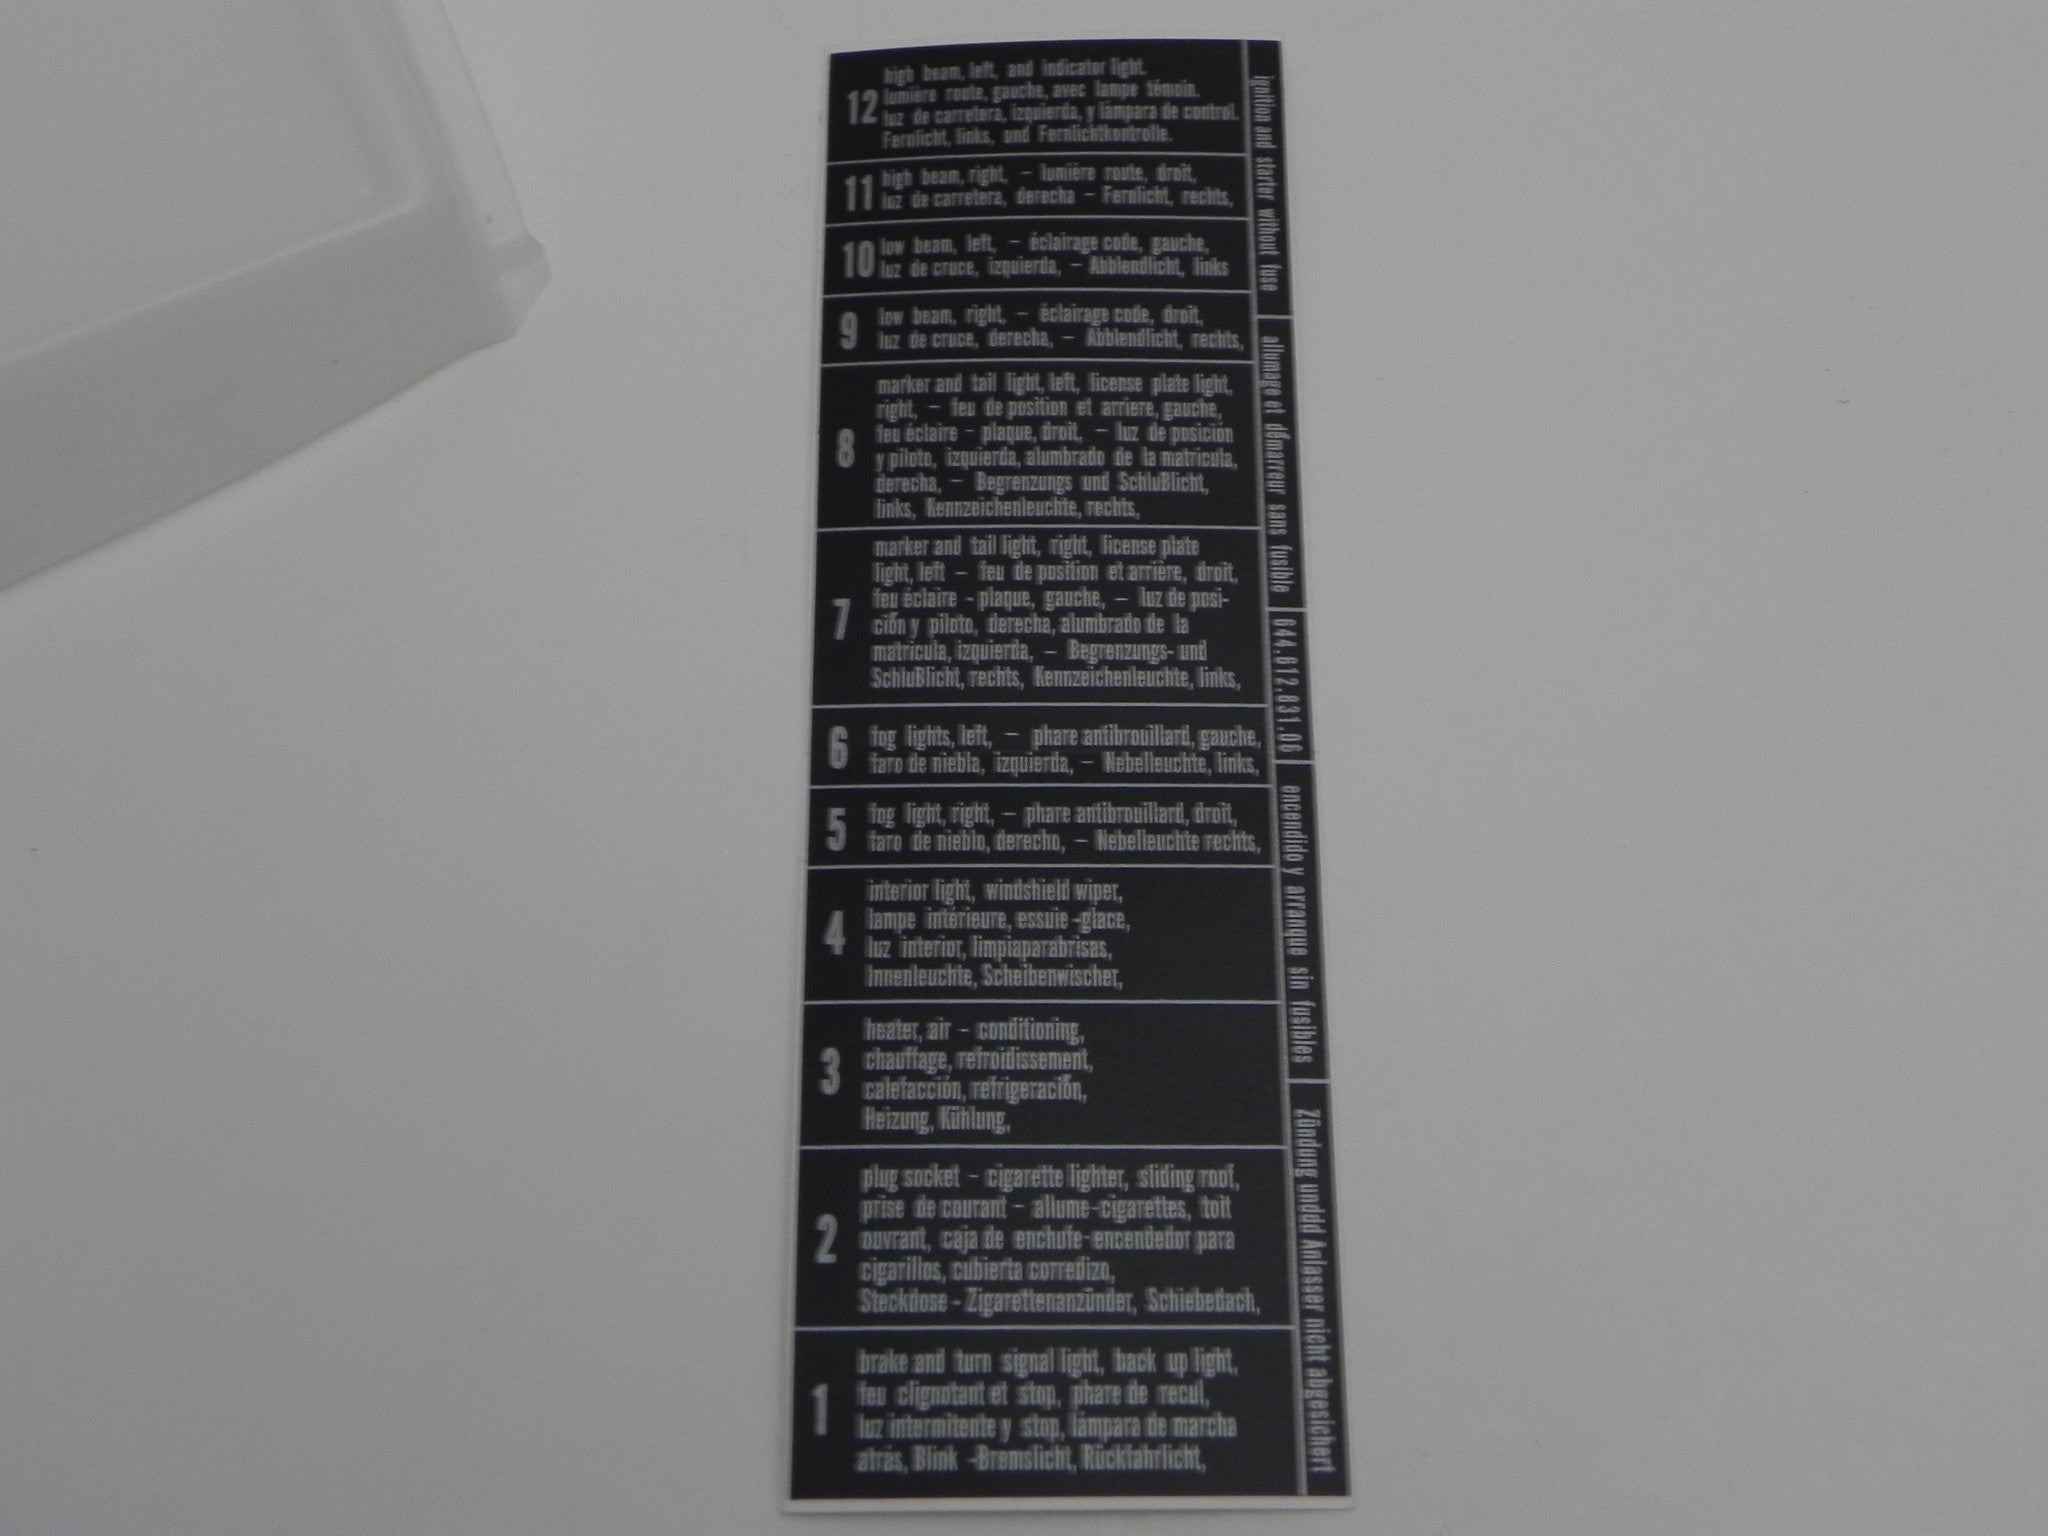 12
high beam, left, and indicator light.
lumière route, gauche, avec lampe témoin.
luz de carretera, izquierda, y lámpara de control.
Fernlicht, links, und Fernlichtkontrolle.
11
high beam, right, – lumière route, droit,
luz de carretera, derecha – Fernlicht, rechts,
10
low beam, left, – éclairage code, gauche,
luz de cruce, izquierda, – Abblendlicht, links
9
low beam, right, – éclairage code, droit,
luz de cruce, derecha, – Abblendlicht, rechts,
8
marker and tail light, left, license plate light,
right, – feu de position et arriere, gauche,
feu éclaire - plaque, droit, – luz de posición
y piloto, izquierda, alumbrado de la matricula,
derecha, – Begrenzungs und Schlußlicht,
links, Kennzeichenleuchte, rechts,
7
marker and tail light, right, license plate
light, left – feu de position et arrière, droit,
feu éclaire - plaque, gauche, – luz de posi-
ción y piloto, derecha, alumbrado de la
matricula, izquierda, – Begrenzungs- und
Schlußlicht, rechts, Kennzeichenleuchte, links,
6
fog lights, left, – phare antibrouillard, gauche,
faro de niebla, izquierda, – Nebelleuchte, links,
5
fog light, right, – phare antibrouillard, droit,
faro de nieblo, derecho, – Nebelleuchte rechts,
4
interior light, windshield wiper,
lampe intérieure, essuie-glace,
luz interior, limpiaparabrisas,
Innenleuchte, Scheibenwischer,
3
heater, air – conditioning,
chauffage, refroidissement,
calefacción, refrigeración,
Heizung, Kühlung,
2
plug socket – cigarette lighter, sliding roof,
prise de courant – allume-cigarettes, toit
ouvrant, caja de enchufe-encendedor para
cigarillos, cubierta corredizo,
Steckdose - Zigarettenanzünder, Schiebedach,
1
brake and turn signal light, back up light,
feu clignotant et stop, phare de recul,
luz intermitente y stop, lámpara de marcha
atrás, Blink -Bremslicht, Rückfahrlicht,
ignition and starter without fuse
allumage et démarreur sans fusible
644.612.631.06
encendido y arranque sin fusibles
Zündung unddd Anlasser nicht abgesichert